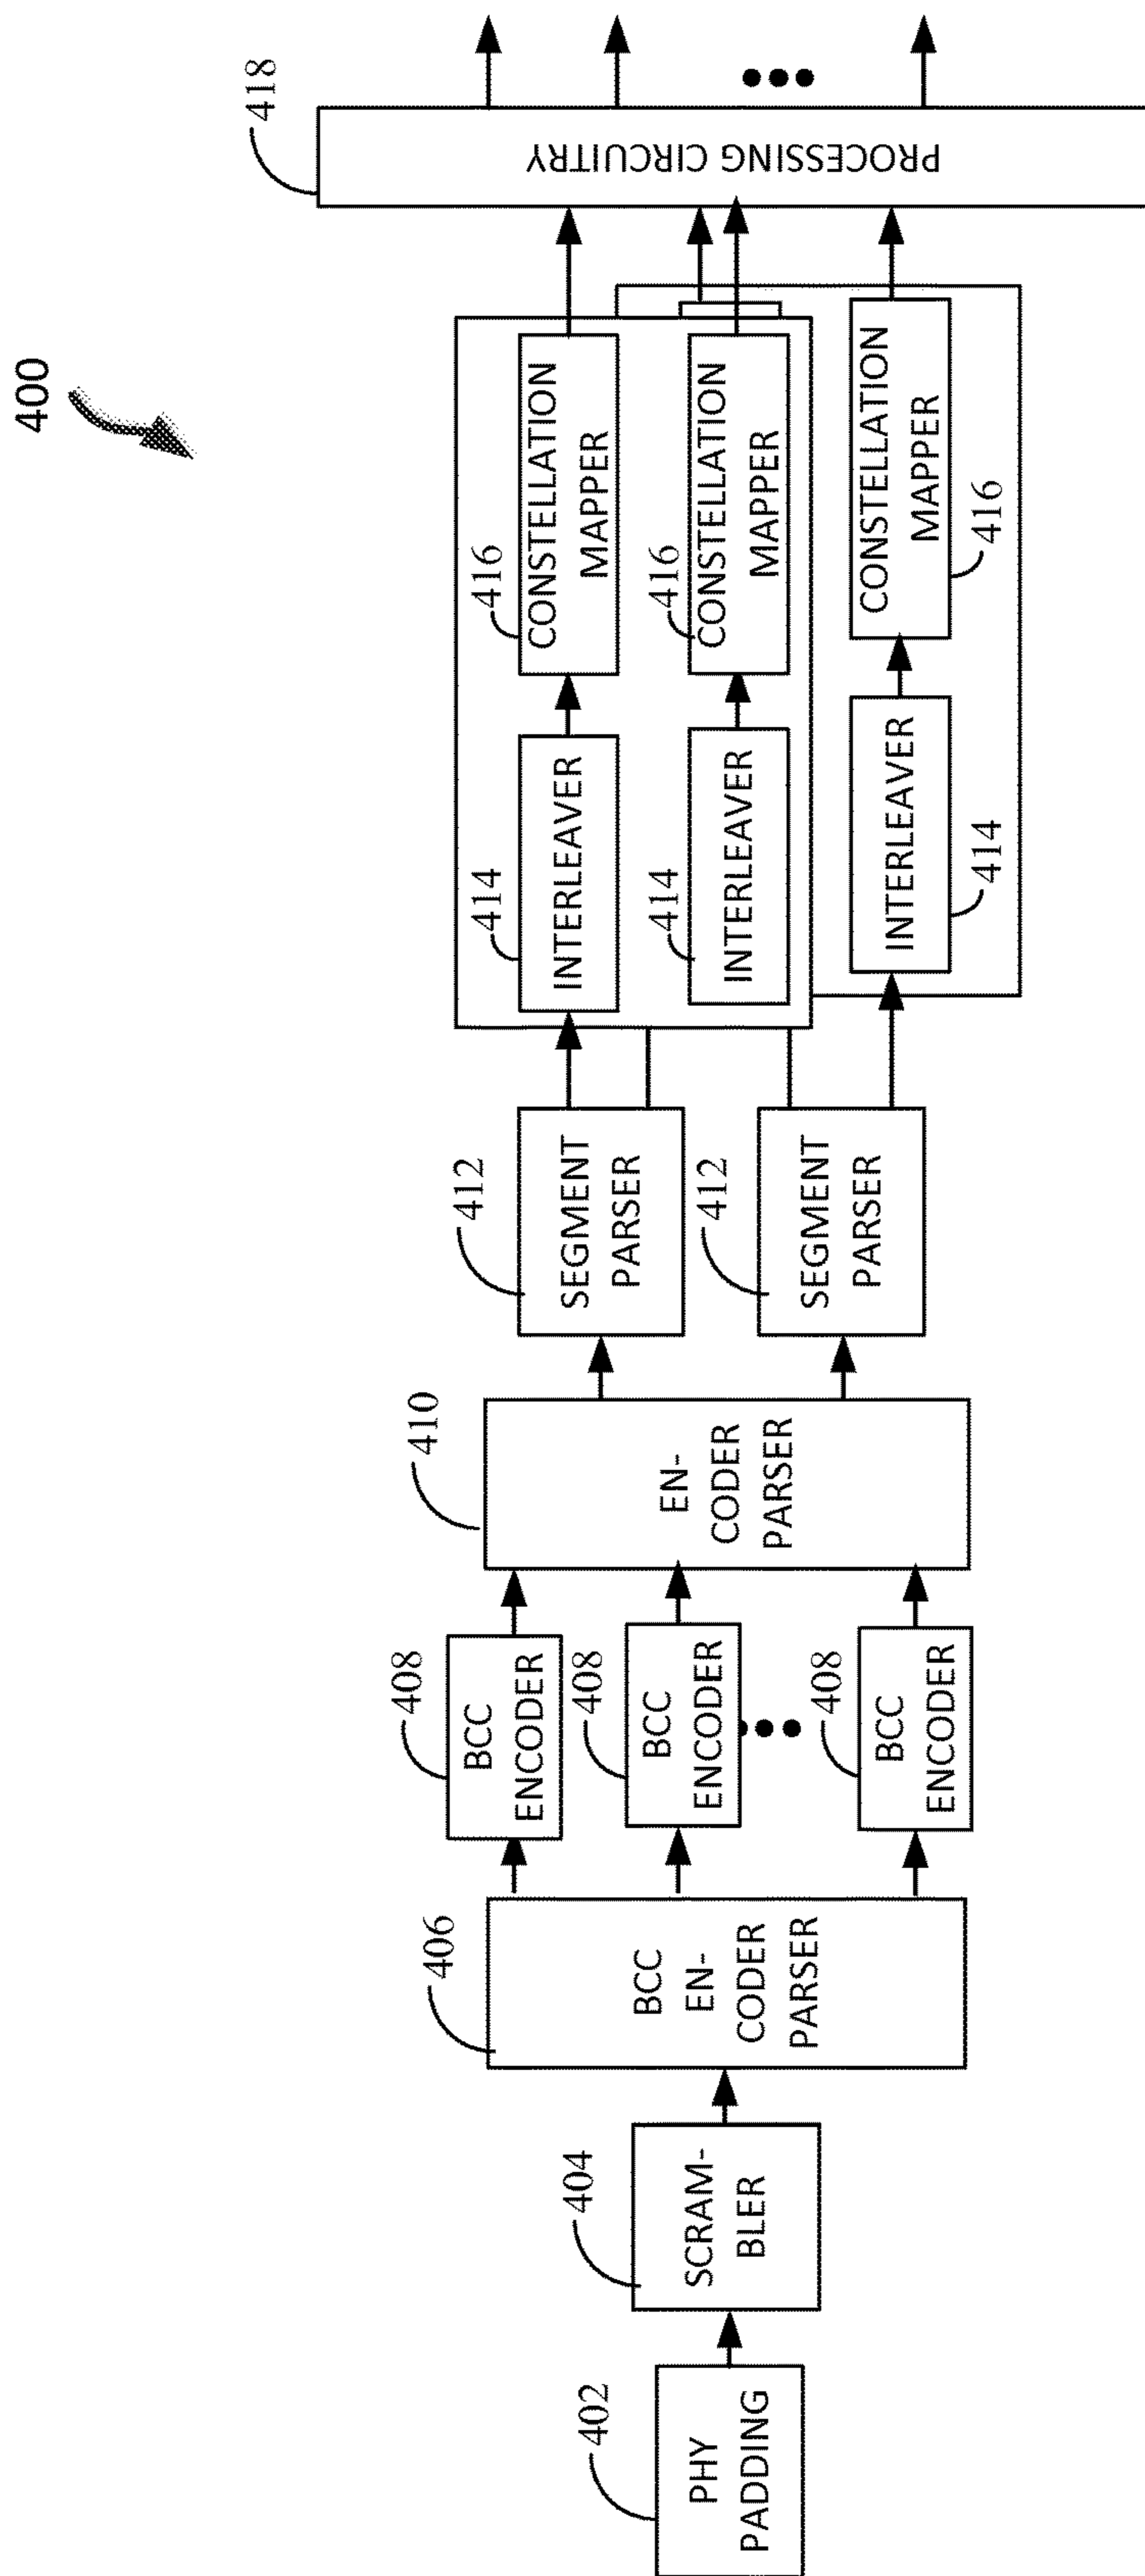 400
402
PHY
PADDING
404
SCRAM-
BLER
406
BCC
EN-
CODER
PARSER
408
BCC
ENCODER
408
BCC
ENCODER
408
BCC
ENCODER
410
EN-
CODER
PARSER
412
SEGMENT
PARSER
412
SEGMENT
PARSER
414
INTERLEAVER
416
CONSTELLATION
MAPPER
414
INTERLEAVER
416
CONSTELLATION
MAPPER
INTERLEAVER
414
CONSTELLATION
MAPPER
416
418
PROCESSING CIRCUITRY